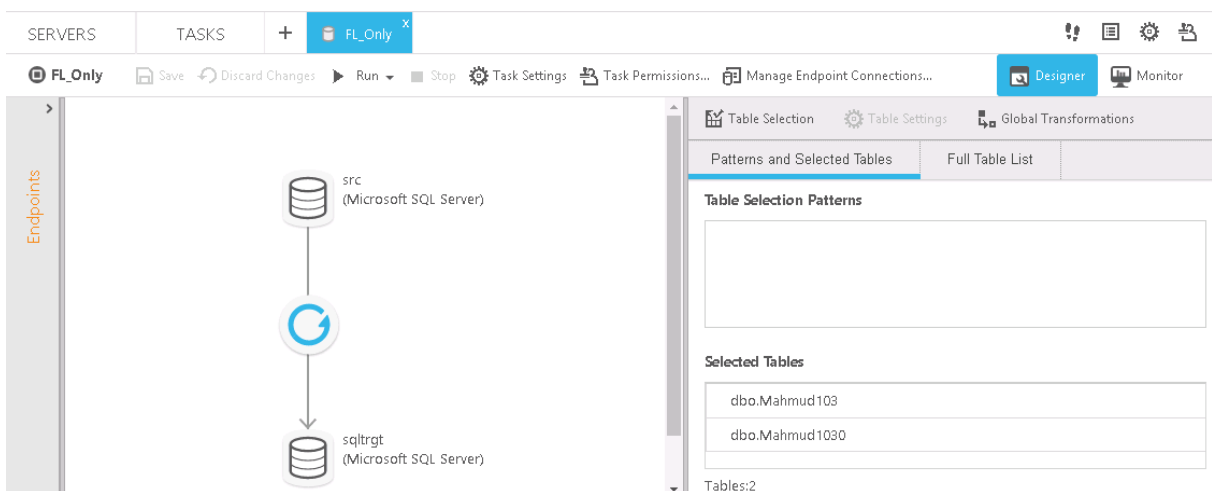 SERVERS TASKS + FL_Only x
FL_Only Save Discard Changes Run Stop Task Settings Task Permissions... Manage Endpoint Connections... Designer Monitor
>
Endpoints
src
(Microsoft SQL Server)
sqltrgt
(Microsoft SQL Server)
Table Selection Table Settings Global Transformations
Patterns and Selected Tables Full Table List
Table Selection Patterns
Selected Tables
dbo.Mahmud103
dbo.Mahmud1030
Tables:2